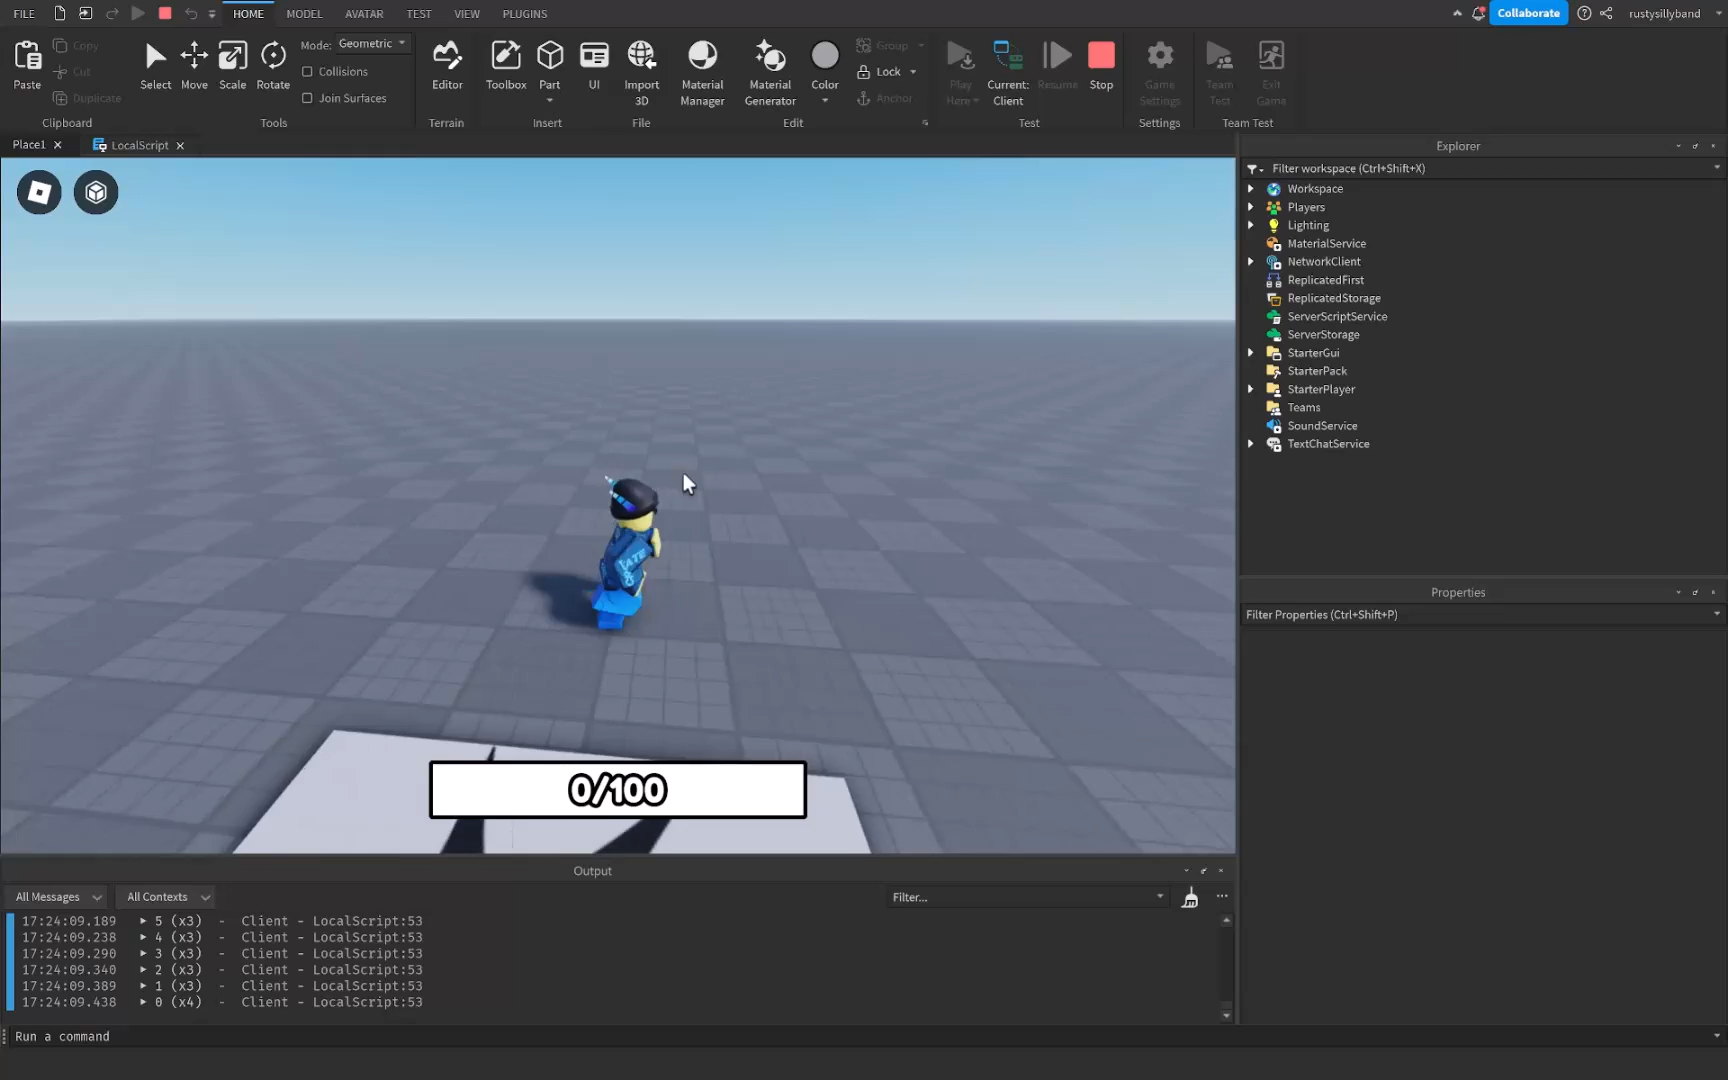 FILE HOME MODEL AVATAR TEST VIEW PLUGINS Collaborate rustysillyband
Paste Copy Cut Duplicate
Clipboard
Select Move Scale Rotate
Mode: Geometric
Collisions
Join Surfaces
Tools
Editor
Terrain
Toolbox Part UI
Insert
Import 3D
File
Material Manager
Material Generator
Color
Group
Lock
Anchor
Edit
Play Here
Current: Client
Resume Stop
Test
Game Settings
Settings
Team Test
Exit Game
Team Test
Place1 LocalScript
Explorer
Filter workspace (Ctrl+Shift+X)
Workspace
Players
Lighting
MaterialService
NetworkClient
ReplicatedFirst
ReplicatedStorage
ServerScriptService
ServerStorage
StarterGui
StarterPack
StarterPlayer
Teams
SoundService
TextChatService
Properties
Filter Properties (Ctrl+Shift+P)
0/100
Output
All Messages All Contexts Filter...
17:24:09.189 5 (x3) - Client - LocalScript:53
17:24:09.238 4 (x3) - Client - LocalScript:53
17:24:09.290 3 (x3) - Client - LocalScript:53
17:24:09.340 2 (x3) - Client - LocalScript:53
17:24:09.389 1 (x3) - Client - LocalScript:53
17:24:09.438 0 (x4) - Client - LocalScript:53
Run a command